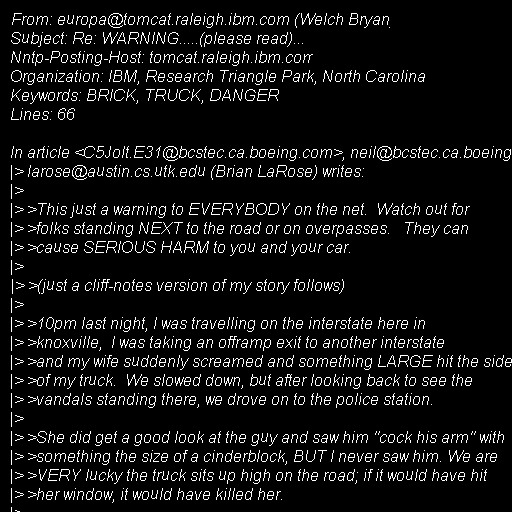 From: europa@tomcat.raleigh.ibm.com (Welch Bryan)
Subject: Re: WARNING.....(please read)...
Nntp-Posting-Host: tomcat.raleigh.ibm.com
Organization: IBM, Research Triangle Park, North Carolina
Keywords: BRICK, TRUCK, DANGER
Lines: 66

In article <C5JoIt.E31@bcstec.ca.boeing.com>, neil@bcstec.ca.boeing
|> larose@austin.cs.utk.edu (Brian LaRose) writes:
|>
|> >This just a warning to EVERYBODY on the net.  Watch out for
|> >folks standing NEXT to the road or on overpasses.   They can
|> >cause SERIOUS HARM to you and your car.
|>
|> >(just a cliff-notes version of my story follows)
|>
|> >10pm last night, I was travelling on the interstate here in
|> >knoxville,  I was taking an offramp exit to another interstate
|> >and my wife suddenly screamed and something LARGE hit the side
|> >of my truck.  We slowed down, but after looking back to see the
|> >vandals standing there, we drove on to the police station.
|>
|> >She did get a good look at the guy and saw him "cock his arm" with
|> >something the size of a cinderblock, BUT I never saw him. We are
|> >VERY lucky the truck sits up high on the road; if it would have hit
|> >her window, it would have killed her.
|>